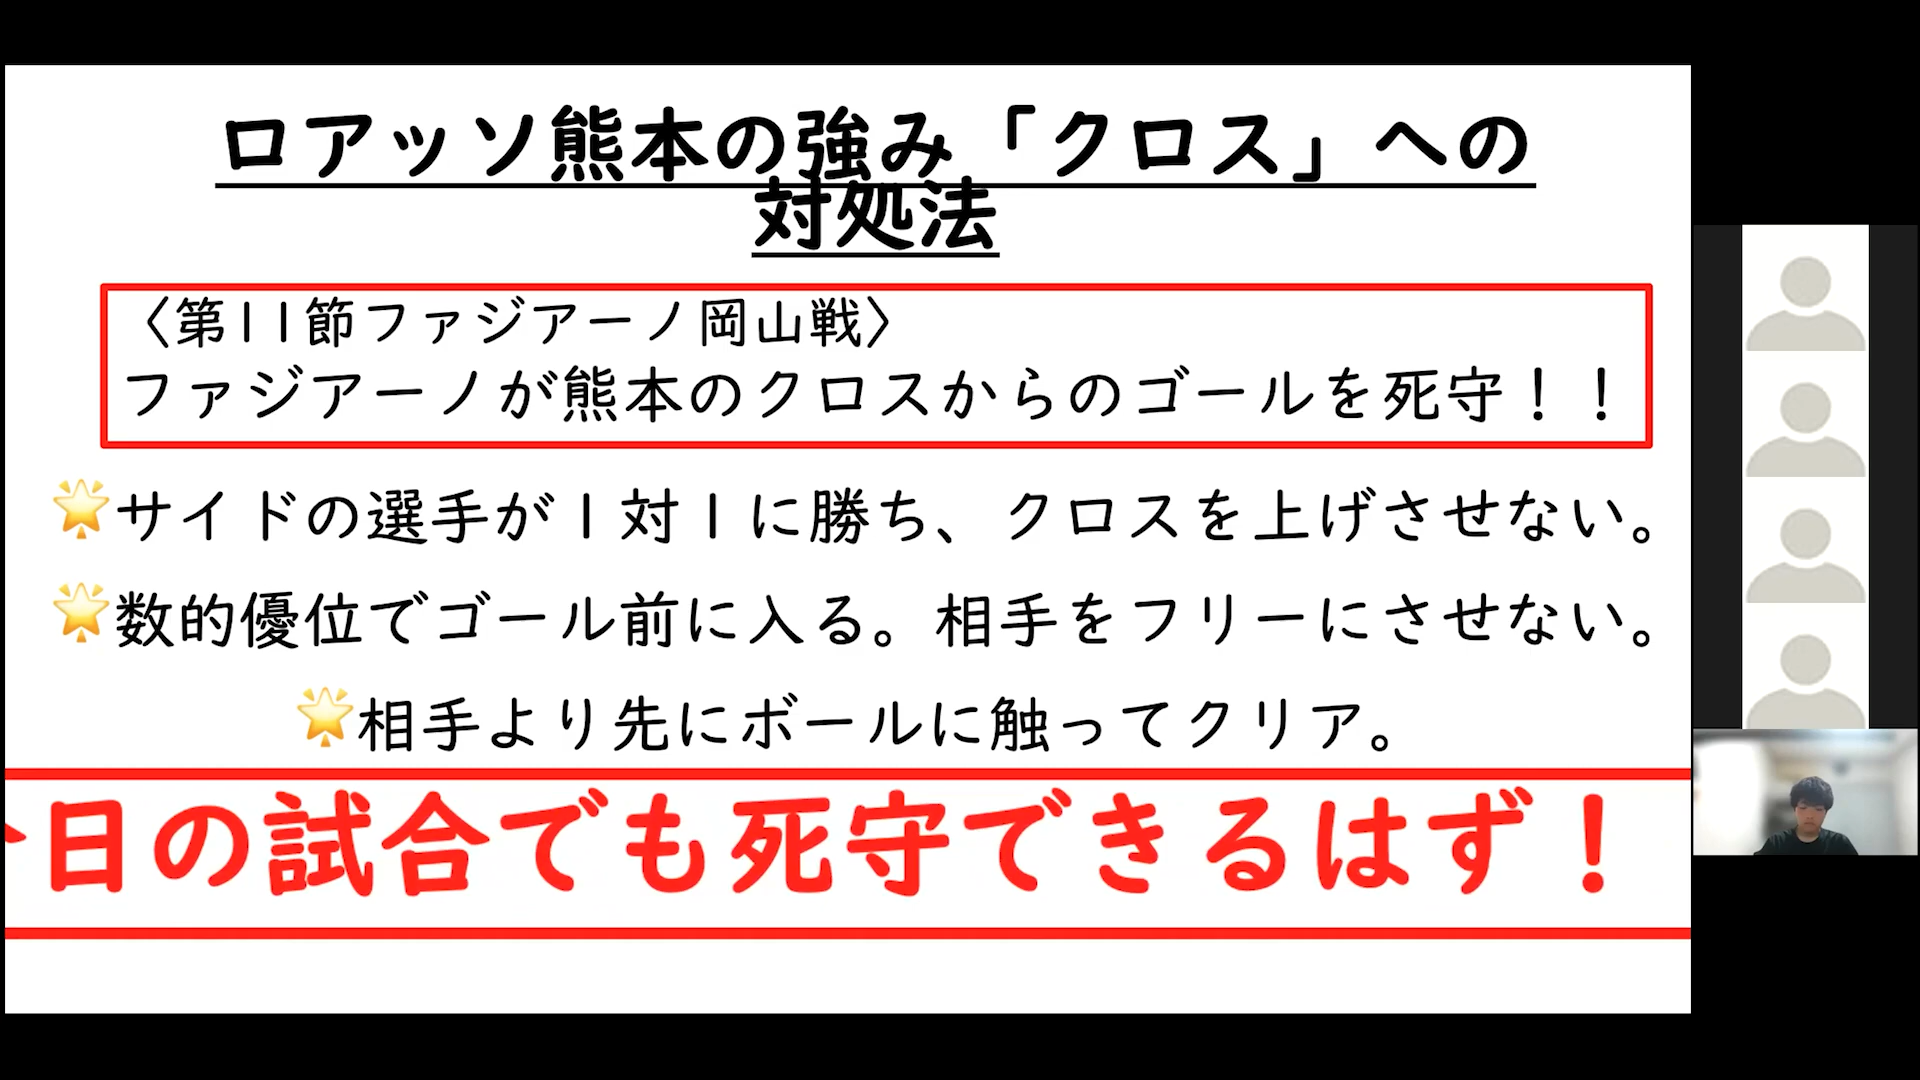 ロアッソ熊本の強み「クロス」への
対処法
〈第11節ファジアーノ岡山戦〉
ファジアーノが熊本のクロスからのゴールを死守！！
🌟サイドの選手が1対1に勝ち、クロスを上げさせない。
🌟数的優位でゴール前に入る。相手をフリーにさせない。
🌟相手より先にボールに触ってクリア。
今日の試合でも死守できるはず！